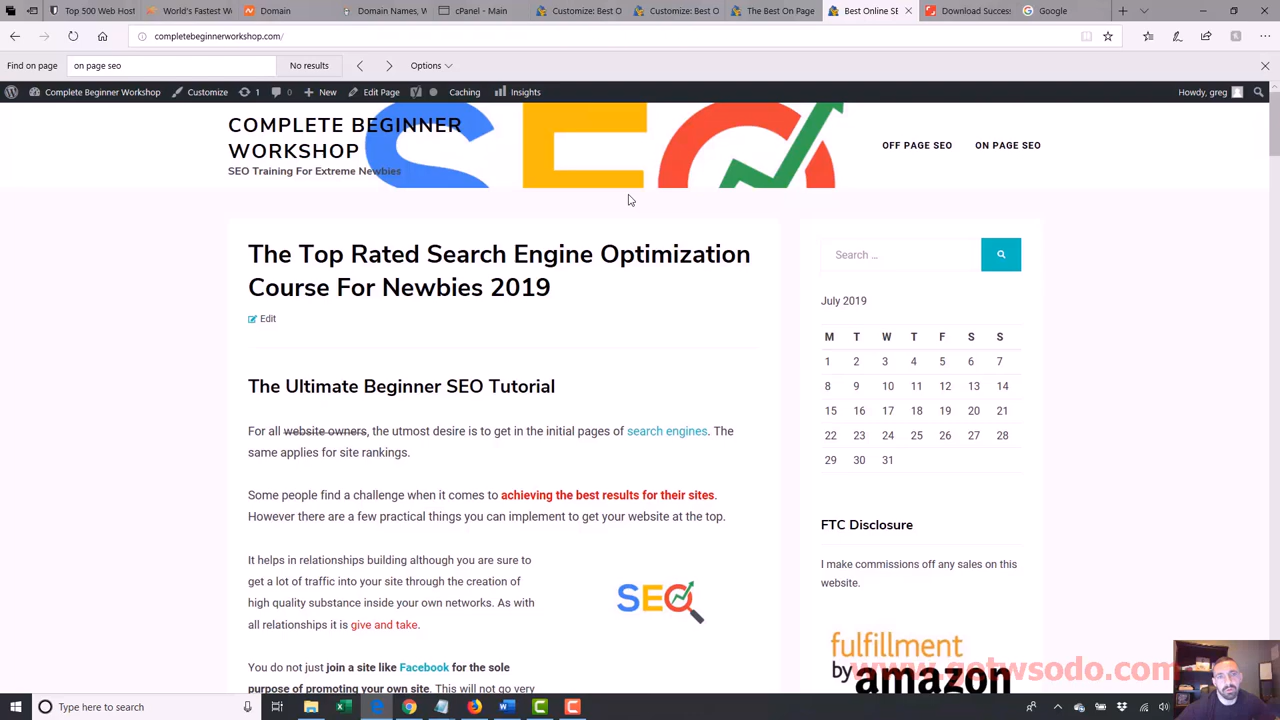 Top 500 Web Host
World's Fastest W
Domain
Domain Names, W
cPanel - Main
Customize: Best O
Customize: Best O
The Best On Page
Best Online SE
Download Succes
Google
completebeginnerworkshop.com/
Find on page
on page seo
No results
Options
Complete Beginner Workshop
Customize
1
0
New
Edit Page
Caching
Insights
Howdy, greg
COMPLETE BEGINNER
WORKSHOP
SEO Training For Extreme Newbies
SEO
OFF PAGE SEO
ON PAGE SEO
The Top Rated Search Engine Optimization
Course For Newbies 2019
Edit
The Ultimate Beginner SEO Tutorial
For all website owners, the utmost desire is to get in the initial pages of search engines. The
same applies for site rankings.
Some people find a challenge when it comes to achieving the best results for their sites.
However there are a few practical things you can implement to get your website at the top.
It helps in relationships building although you are sure to
get a lot of traffic into your site through the creation of
high quality substance inside your own networks. As with
all relationships it is give and take.
SEO
You do not just join a site like Facebook for the sole
purpose of promoting your own site. This will not go very
Search …
July 2019
M T W T F S S
1 2 3 4 5 6 7
8 9 10 11 12 13 14
15 16 17 18 19 20 21
22 23 24 25 26 27 28
29 30 31
FTC Disclosure
I make commissions off any sales on this
website.
fulfillment
by amazon
www.gotwsodo.com
Type here to search